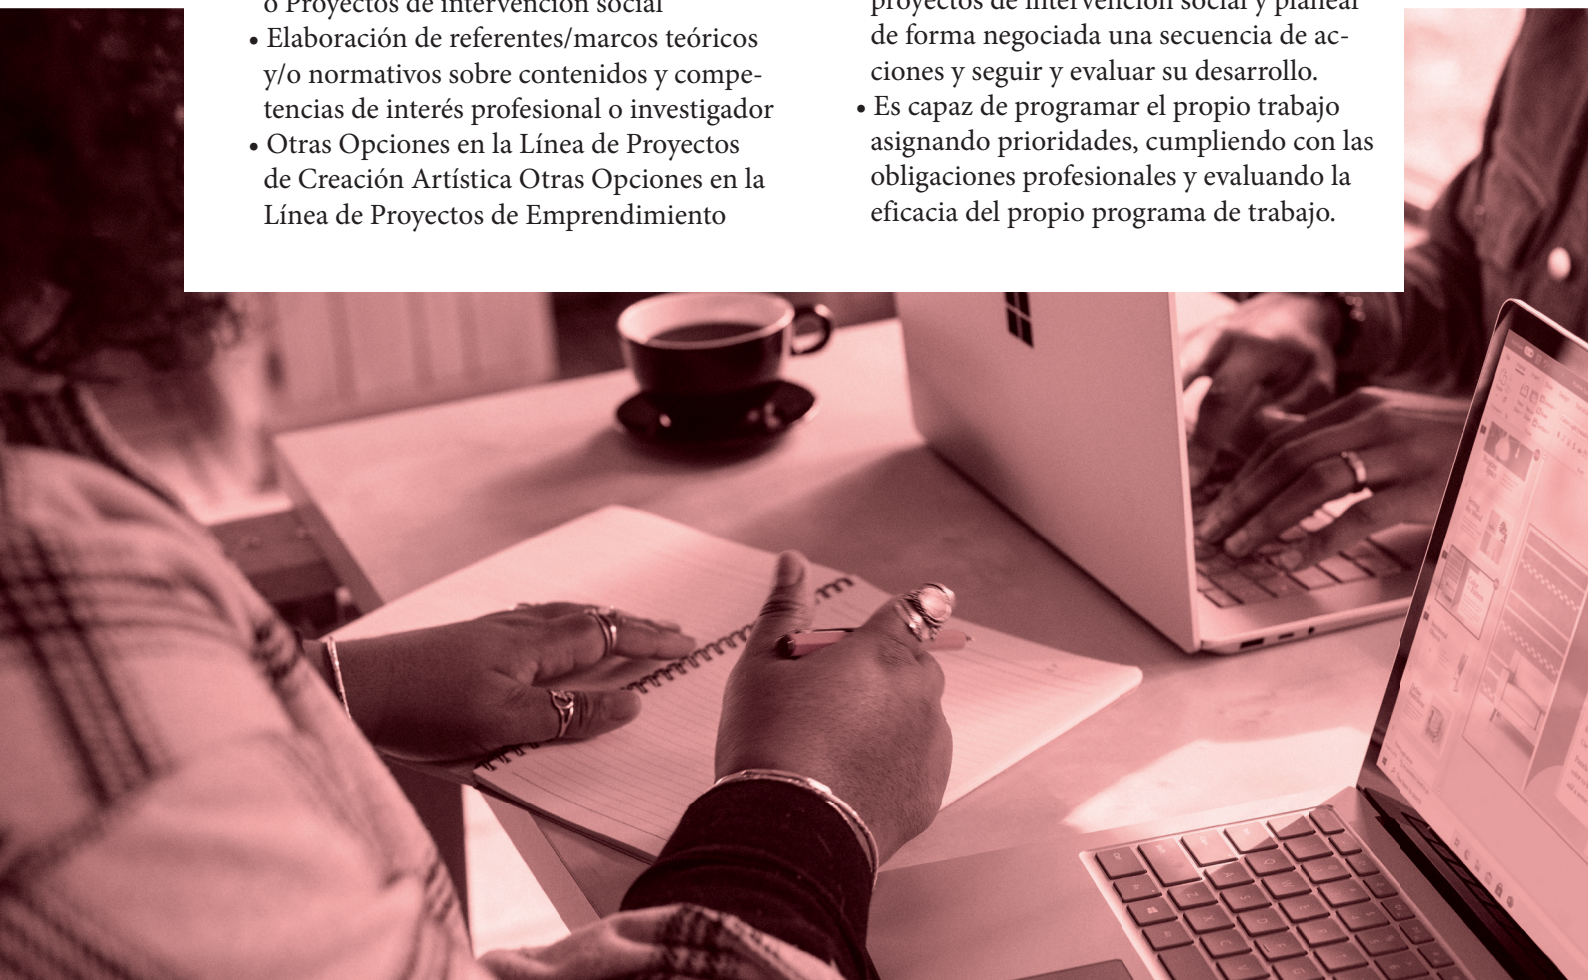 o Proyectos de intervención social
• Elaboración de referentes/marcos teóricos
y/o normativos sobre contenidos y compe-
tencias de interés profesional o investigador
• Otras Opciones en la Línea de Proyectos
de Creación Artística Otras Opciones en la
Línea de Proyectos de Emprendimiento
proyectos de intervención social y planear
de forma negociada una secuencia de ac-
ciones y seguir y evaluar su desarrollo.
• Es capaz de programar el propio trabajo
asignando prioridades, cumpliendo con las
obligaciones profesionales y evaluando la
eficacia del propio programa de trabajo.